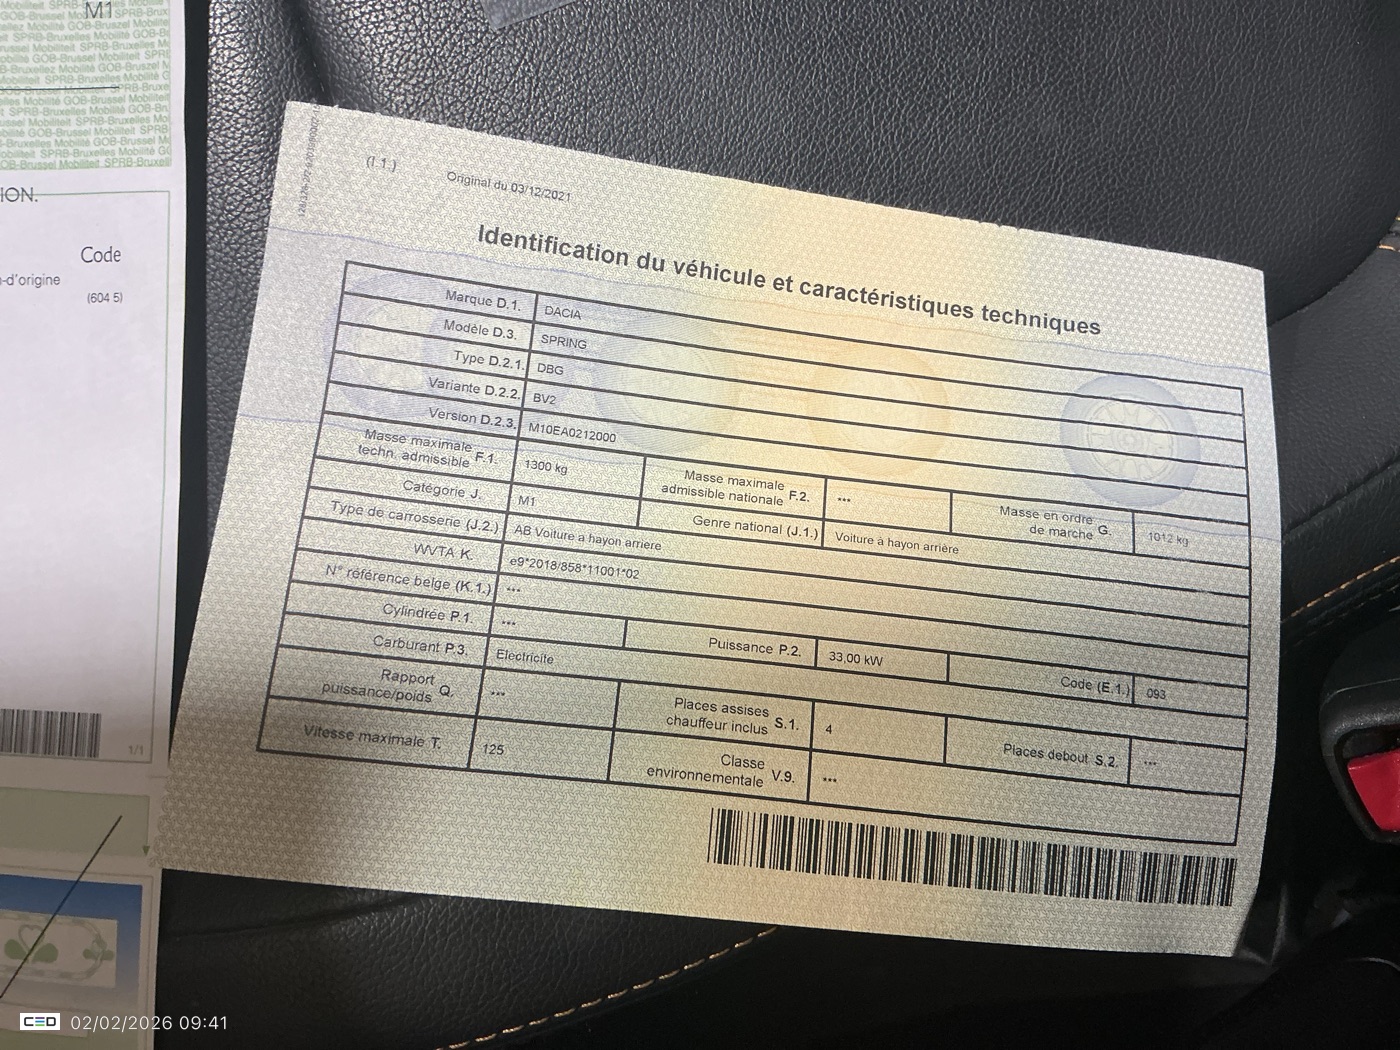 M1
ION.
Code
-d'origine
(604 5)
1/1
(I 1.)
Original du 03/12/2021
Identification du véhicule et caractéristiques techniques
Marque D.1. DACIA
Modèle D.3. SPRING
Type D.2.1. DBG
Variante D.2.2. BV2
Version D.2.3. M10EA0212000
Masse maximale techn. admissible F.1. 1300 kg Masse maximale admissible nationale F.2. *** Masse en ordre de marche G. 1012 kg
Catégorie J. M1 Genre national (J.1.) Voiture à hayon arrière
Type de carrosserie (J.2.) AB Voiture a hayon arriere
WVTA K. e9*2018/858*11001*02
N° référence belge (K.1.) ***
Cylindrée P.1. *** Puissance P.2. 33,00 kW Code (E.1.) 093
Carburant P.3. Electricite
Rapport puissance/poids Q. *** Places assises chauffeur inclus S.1. 4 Places debout S.2. ***
Vitesse maximale T. 125 Classe environnementale V.9. ***
CED 02/02/2026 09:41